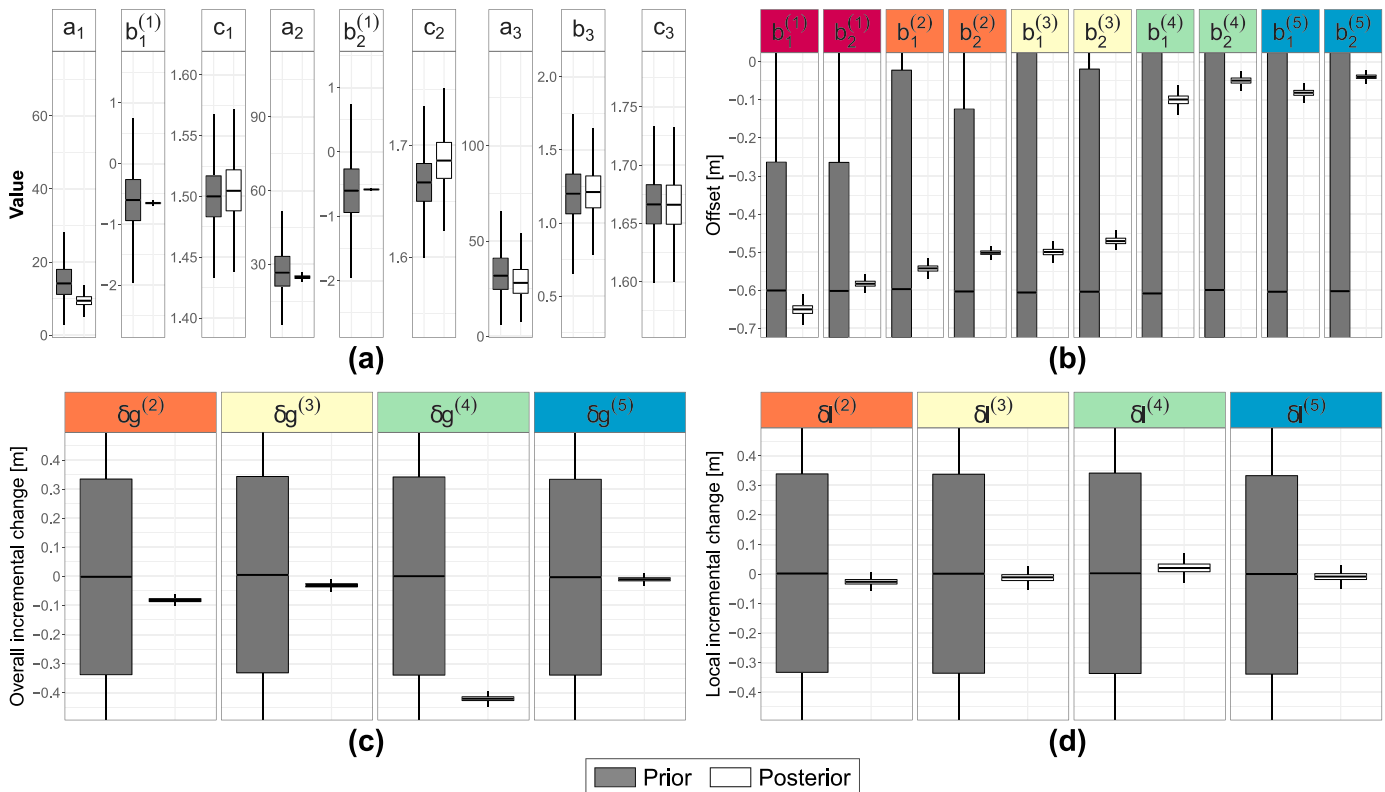 a₁ b₁⁽¹⁾ c₁ a₂ b₂⁽¹⁾ c₂ a₃ b₃ c₃
Value
0 20 40 60
−2 −1 0 1
1.40 1.45 1.50 1.55 1.60
30 60 90
−2 −1 0 1
1.6 1.7
0 50 100
0.5 1.0 1.5 2.0
1.60 1.65 1.70 1.75
(a)
b₁⁽¹⁾ b₂⁽¹⁾ b₁⁽²⁾ b₂⁽²⁾ b₁⁽³⁾ b₂⁽³⁾ b₁⁽⁴⁾ b₂⁽⁴⁾ b₁⁽⁵⁾ b₂⁽⁵⁾
Offset [m]
0
−0.1
−0.2
−0.3
−0.4
−0.5
−0.6
−0.7
(b)
δg⁽²⁾ δg⁽³⁾ δg⁽⁴⁾ δg⁽⁵⁾
Overall incremental change [m]
0.4
0.3
0.2
0.1
0
−0.1
−0.2
−0.3
−0.4
(c)
δl⁽²⁾ δl⁽³⁾ δl⁽⁴⁾ δl⁽⁵⁾
Local incremental change [m]
0.4
0.3
0.2
0.1
0
−0.1
−0.2
−0.3
−0.4
(d)
Prior Posterior